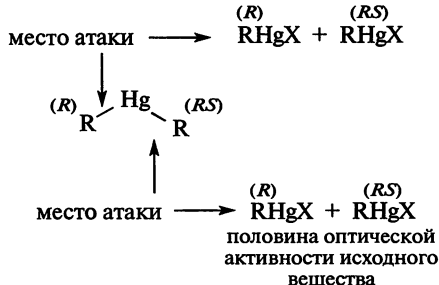 (R) (RS)
место атаки RHgX + RHgX
(R) Hg (RS)
R R
место атаки (R) (RS)
RHgX + RHgX
половина оптической
активности исходного
вещества